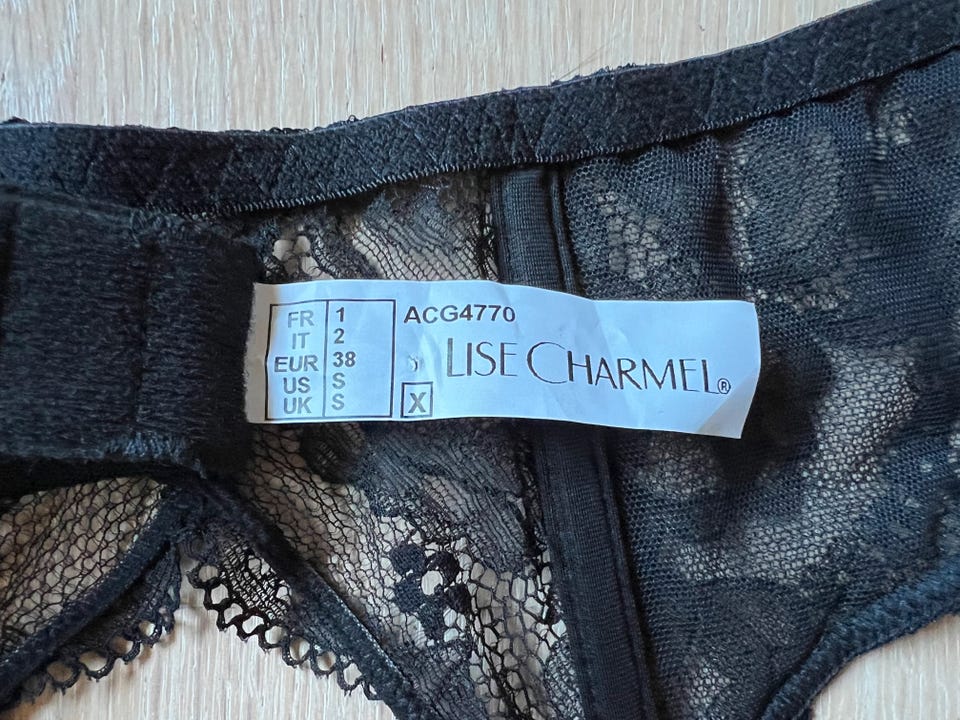 FR 1
IT 2
EUR 38
US S
UK S
ACG4770
LISE CHARMEL®
X